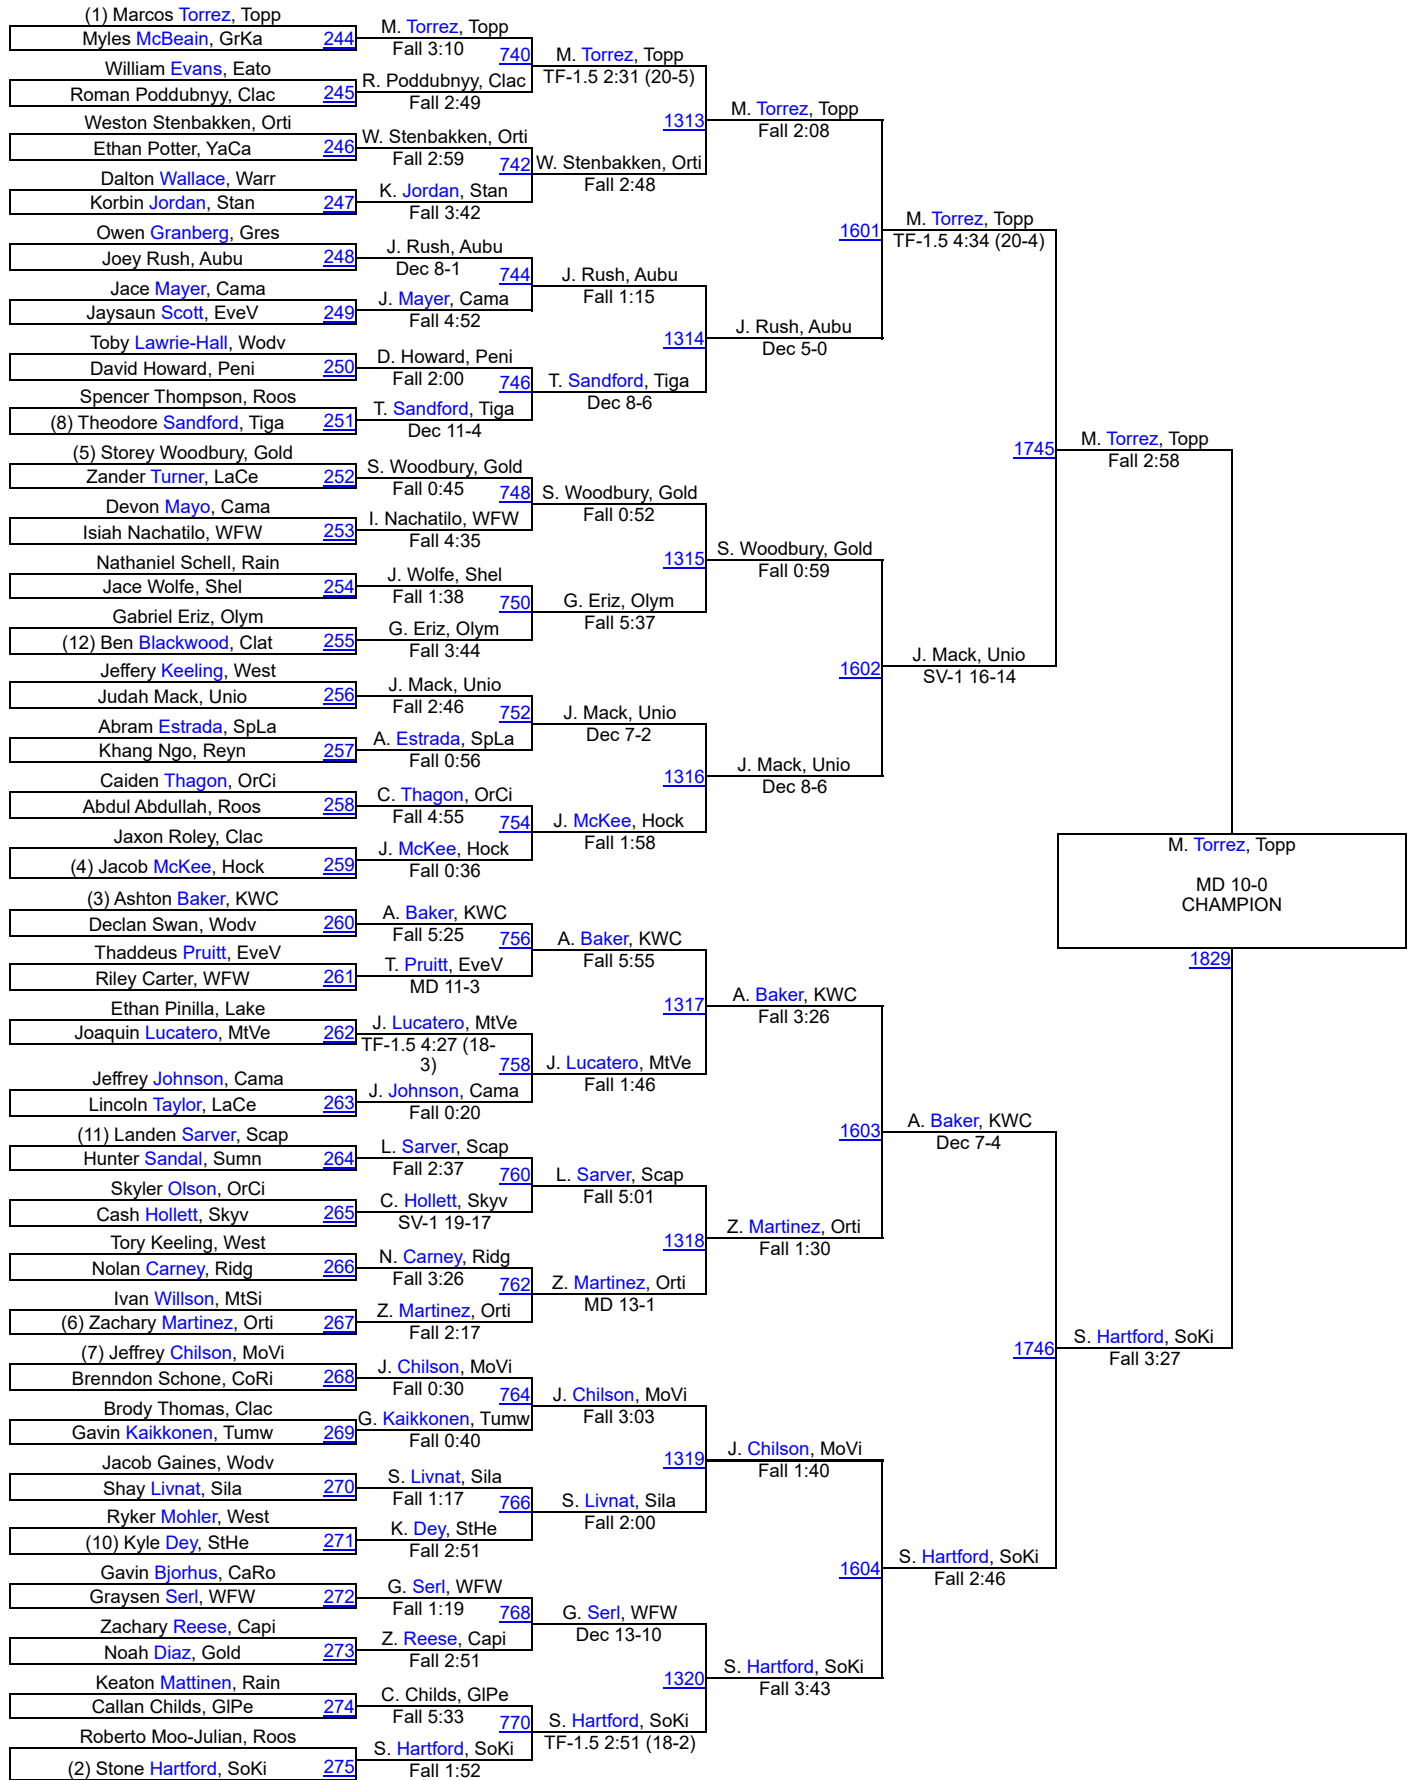 (1) Marcos Torrez, Topp
Myles McBeain, GrKa 244
William Evans, Eato
Roman Poddubnyy, Clac 245
Weston Stenbakken, Orti
Ethan Potter, YaCa 246
Dalton Wallace, Warr
Korbin Jordan, Stan 247
Owen Granberg, Gres
Joey Rush, Aubu 248
Jace Mayer, Cama
Jaysaun Scott, EveV 249
Toby Lawrie-Hall, Wodv
David Howard, Peni 250
Spencer Thompson, Roos
(8) Theodore Sandford, Tiga 251
(5) Storey Woodbury, Gold
Zander Turner, LaCe 252
Devon Mayo, Cama
Isiah Nachatilo, WFW 253
Nathaniel Schell, Rain
Jace Wolfe, Shel 254
Gabriel Eriz, Olym
(12) Ben Blackwood, Clat 255
Jeffery Keeling, West
Judah Mack, Unio 256
Abram Estrada, SpLa
Khang Ngo, Reyn 257
Caiden Thagon, OrCi
Abdul Abdullah, Roos 258
Jaxon Roley, Clac
(4) Jacob McKee, Hock 259
(3) Ashton Baker, KWC
Declan Swan, Wodv 260
Thaddeus Pruitt, EveV
Riley Carter, WFW 261
Ethan Pinilla, Lake
Joaquin Lucatero, MtVe 262
Jeffrey Johnson, Cama
Lincoln Taylor, LaCe 263
(11) Landen Sarver, Scap
Hunter Sandal, Sumn 264
Skyler Olson, OrCi
Cash Hollett, Skyv 265
Tory Keeling, West
Nolan Carney, Ridg 266
Ivan Willson, MtSi
(6) Zachary Martinez, Orti 267
(7) Jeffrey Chilson, MoVi
Brenndon Schone, CoRi 268
Brody Thomas, Clac
Gavin Kaikkonen, Tumw 269
Jacob Gaines, Wodv
Shay Livnat, Sila 270
Ryker Mohler, West
(10) Kyle Dey, StHe 271
Gavin Bjorhus, CaRo
Graysen Serl, WFW 272
Zachary Reese, Capi
Noah Diaz, Gold 273
Keaton Mattinen, Rain
Callan Childs, GlPe 274
Roberto Moo-Julian, Roos
(2) Stone Hartford, SoKi 275
M. Torrez, Topp
Fall 3:10
740
R. Poddubnyy, Clac
Fall 2:49
W. Stenbakken, Orti
Fall 2:59
742
K. Jordan, Stan
Fall 3:42
J. Rush, Aubu
Dec 8-1
744
J. Mayer, Cama
Fall 4:52
D. Howard, Peni
Fall 2:00
746
T. Sandford, Tiga
Dec 11-4
S. Woodbury, Gold
Fall 0:45
748
I. Nachatilo, WFW
Fall 4:35
J. Wolfe, Shel
Fall 1:38
750
G. Eriz, Olym
Fall 3:44
J. Mack, Unio
Fall 2:46
752
A. Estrada, SpLa
Fall 0:56
C. Thagon, OrCi
Fall 4:55
754
J. McKee, Hock
Fall 0:36
A. Baker, KWC
Fall 5:25
756
T. Pruitt, EveV
MD 11-3
J. Lucatero, MtVe
TF-1.5 4:27 (18-
3)
758
J. Johnson, Cama
Fall 0:20
L. Sarver, Scap
Fall 2:37
760
C. Hollett, Skyv
SV-1 19-17
N. Carney, Ridg
Fall 3:26
762
Z. Martinez, Orti
Fall 2:17
J. Chilson, MoVi
Fall 0:30
764
G. Kaikkonen, Tumw
Fall 0:40
S. Livnat, Sila
Fall 1:17
766
K. Dey, StHe
Fall 2:51
G. Serl, WFW
Fall 1:19
768
Z. Reese, Capi
Fall 2:51
C. Childs, GlPe
Fall 5:33
770
S. Hartford, SoKi
Fall 1:52
M. Torrez, Topp
TF-1.5 2:31 (20-5)
1313
W. Stenbakken, Orti
Fall 2:48
J. Rush, Aubu
Fall 1:15
1314
T. Sandford, Tiga
Dec 8-6
S. Woodbury, Gold
Fall 0:52
1315
G. Eriz, Olym
Fall 5:37
J. Mack, Unio
Dec 7-2
1316
J. McKee, Hock
Fall 1:58
A. Baker, KWC
Fall 5:55
1317
J. Lucatero, MtVe
Fall 1:46
L. Sarver, Scap
Fall 5:01
1318
Z. Martinez, Orti
MD 13-1
J. Chilson, MoVi
Fall 3:03
1319
S. Livnat, Sila
Fall 2:00
G. Serl, WFW
Dec 13-10
1320
S. Hartford, SoKi
TF-1.5 2:51 (18-2)
M. Torrez, Topp
Fall 2:08
1601
J. Rush, Aubu
Dec 5-0
S. Woodbury, Gold
Fall 0:59
1602
J. Mack, Unio
Dec 8-6
A. Baker, KWC
Fall 3:26
1603
Z. Martinez, Orti
Fall 1:30
J. Chilson, MoVi
Fall 1:40
1604
S. Hartford, SoKi
Fall 3:43
M. Torrez, Topp
TF-1.5 4:34 (20-4)
1745
J. Mack, Unio
SV-1 16-14
A. Baker, KWC
Dec 7-4
1746
S. Hartford, SoKi
Fall 2:46
M. Torrez, Topp
Fall 2:58
S. Hartford, SoKi
Fall 3:27
M. Torrez, Topp
MD 10-0
CHAMPION
1829